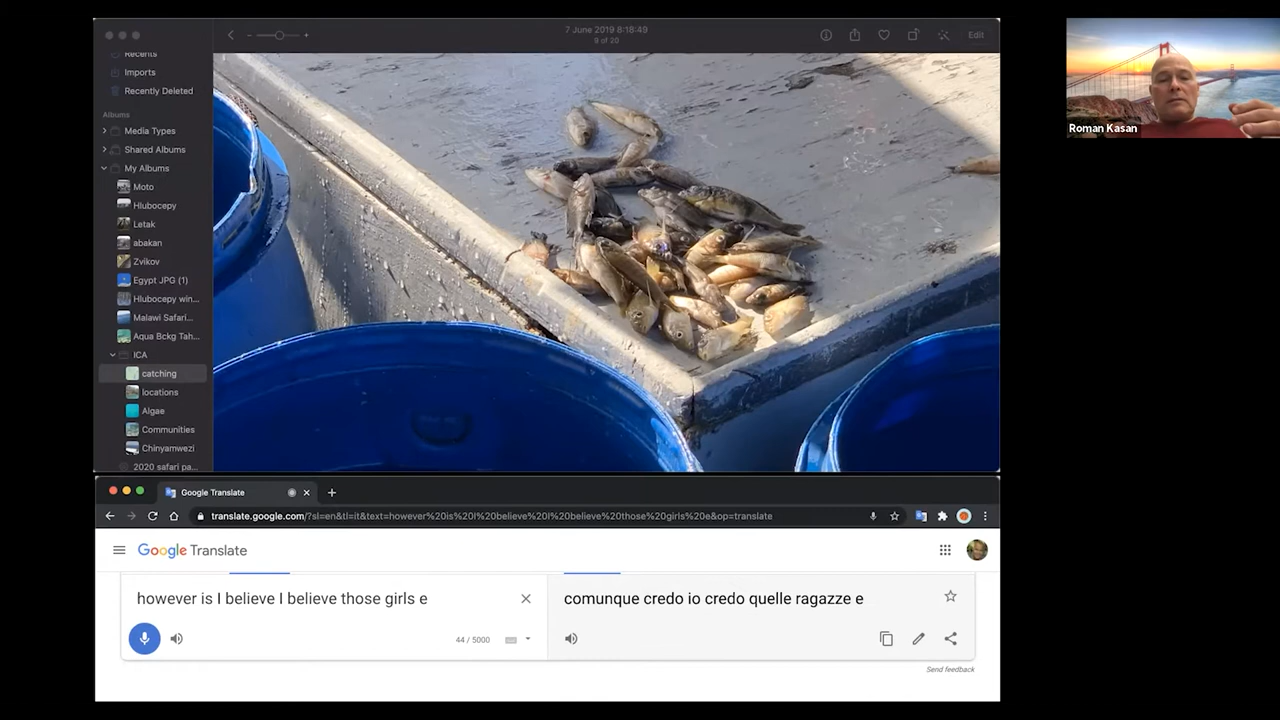 7 June 2019 8:18:49
9 of 20
Edit
Recents
Imports
Recently Deleted
Albums
Media Types
Shared Albums
My Albums
Moto
Hlubocepy
Letak
abakan
Zvikov
Egypt JPG (1)
Hlubocepy win...
Malawi Safari...
Aqua Bckg Tah...
ICA
catching
locations
Algae
Communities
Chinyamwezi
2020 safari pa...
Roman Kasan
Google Translate
translate.google.com/?sl=en&tl=it&text=however%20is%20I%20believe%20I%20believe%20those%20girls%20e&op=translate
Google Translate
however is I believe I believe those girls e
44 / 5000
comunque credo io credo quelle ragazze e
Send feedback